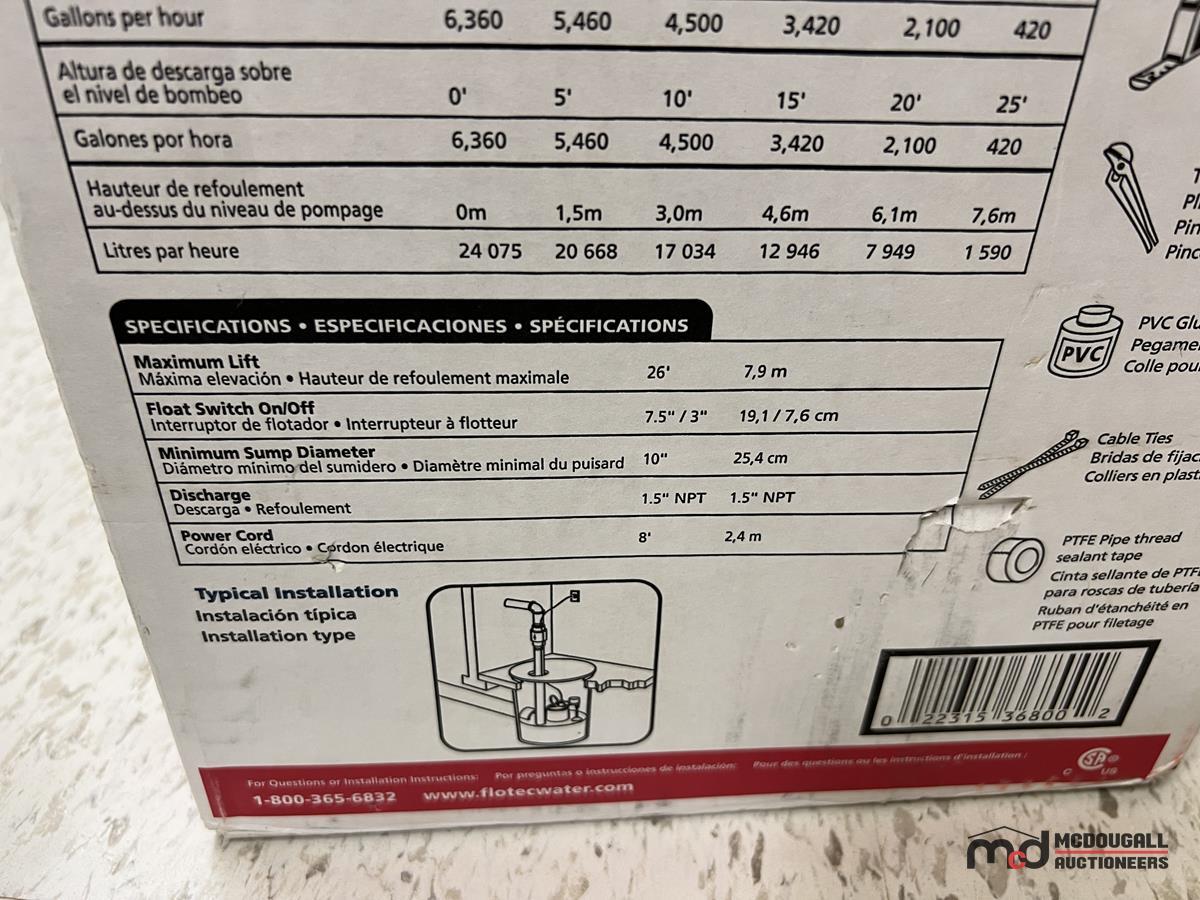 Gallons per hour 6,360 5,460 4,500 3,420 2,100 420
Altura de descarga sobre
el nivel de bombeo 0' 5' 10' 15' 20' 25'
Galones por hora 6,360 5,460 4,500 3,420 2,100 420
Hauteur de refoulement
au-dessus du niveau de pompage 0m 1,5m 3,0m 4,6m 6,1m 7,6m
Litres par heure 24 075 20 668 17 034 12 946 7 949 1 590
SPECIFICATIONS • ESPECIFICACIONES • SPÉCIFICATIONS
Maximum Lift
Máxima elevación • Hauteur de refoulement maximale 26' 7,9 m
Float Switch On/Off
Interruptor de flotador • Interrupteur à flotteur 7.5" / 3" 19,1 / 7,6 cm
Minimum Sump Diameter
Diámetro mínimo del sumidero • Diamètre minimal du puisard 10" 25,4 cm
Discharge
Descarga • Refoulement 1.5" NPT 1.5" NPT
Power Cord
Cordón eléctrico • Cordon électrique 8' 2,4 m
Typical Installation
Instalación típica
Installation type
PVC
PVC Glu
Pegame
Colle pou
Cable Ties
Bridas de fijac
Colliers en plast
PTFE Pipe thread
sealant tape
Cinta sellante de PTF
para roscas de tubería
Ruban d'étanchéité en
PTFE pour filetage
0 22315 36800 2
For Questions or Installation Instructions: Por preguntas o instrucciones de instalación: Pour des questions ou les instructions d'installation :
1-800-365-6832 www.flotecwater.com
C SA US
mcd MCDOUGALL
AUCTIONEERS